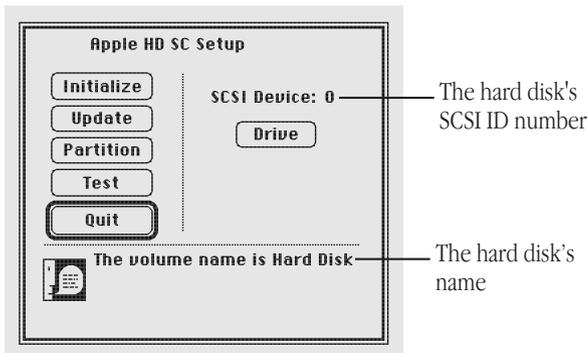 Apple HD SC Setup
Initialize
Update
Partition
Test
Quit
SCSI Device: 0
Drive
The volume name is Hard Disk
The hard disk's
SCSI ID number
The hard disk’s
name